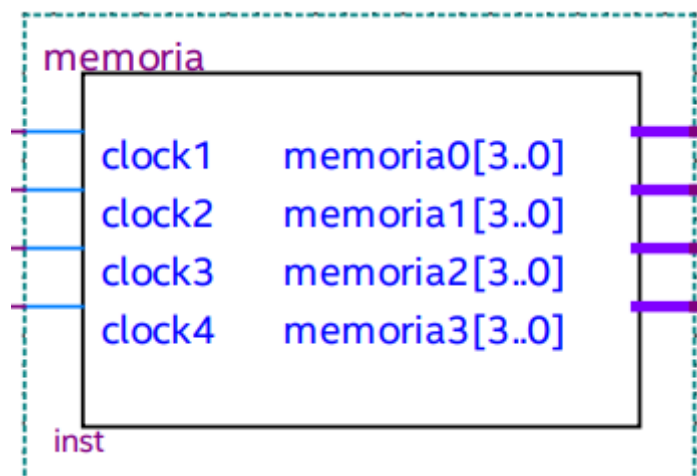 memoria
clock1 memoria0[3..0]
clock2 memoria1[3..0]
clock3 memoria2[3..0]
clock4 memoria3[3..0]
inst